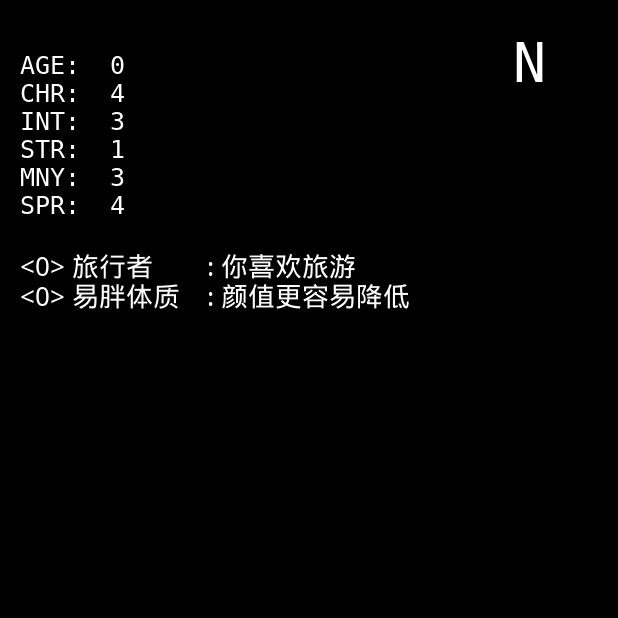 N
AGE: 0
CHR: 4
INT: 3
STR: 1
MNY: 3
SPR: 4
<O> 旅行者 : 你喜欢旅游
<O> 易胖体质 : 颜值更容易降低